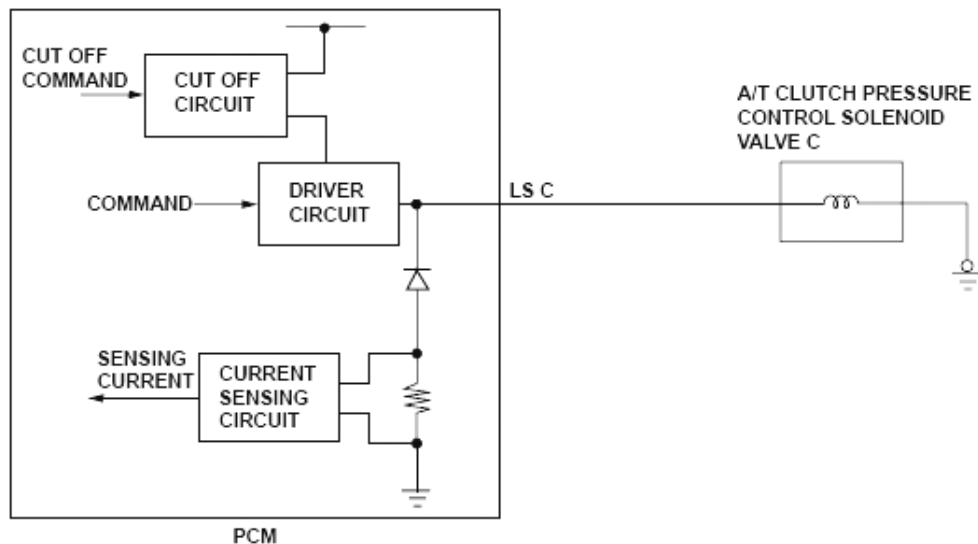 CUT OFF
COMMAND
CUT OFF
CIRCUIT
A/T CLUTCH PRESSURE
CONTROL SOLENOID
VALVE C
COMMAND
DRIVER
CIRCUIT
LS C
SENSING
CURRENT
CURRENT
SENSING
CIRCUIT
PCM